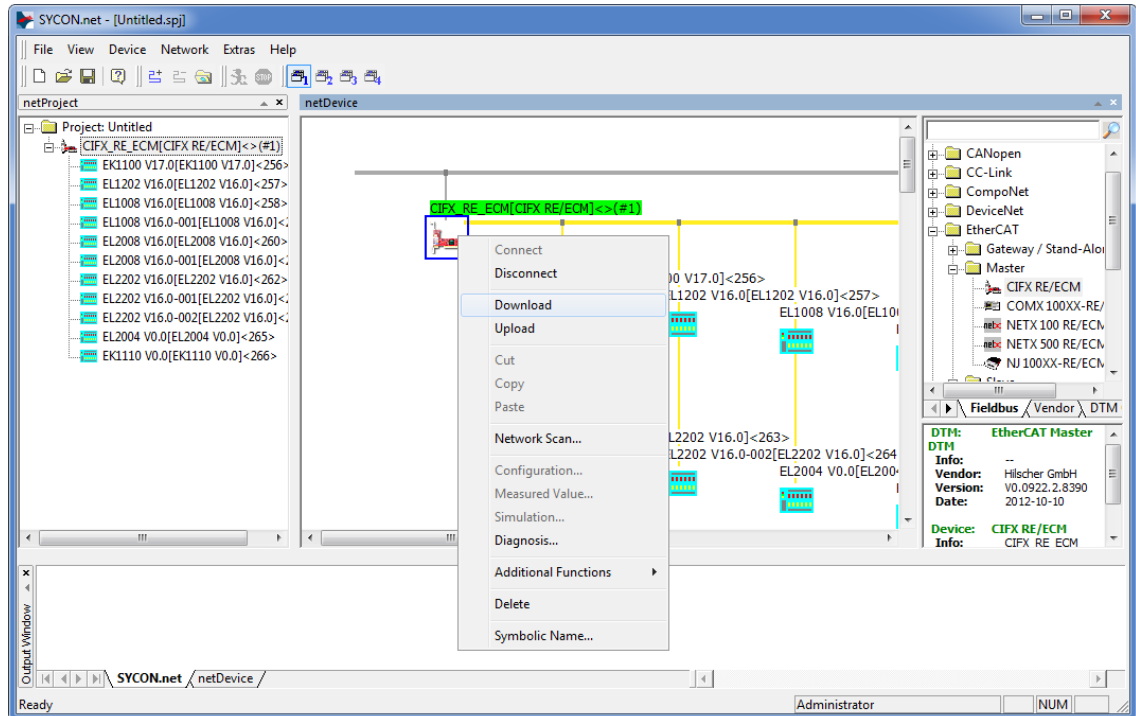 SYCON.net - [Untitled.spj]
File View Device Network Extras Help
netProject
netDevice
Project: Untitled
CIFX_RE_ECM[CIFX RE/ECM]<>(#1)
EK1100 V17.0[EK1100 V17.0]<256>
EL1202 V16.0[EL1202 V16.0]<257>
EL1008 V16.0[EL1008 V16.0]<258>
EL1008 V16.0-001[EL1008 V16.0]<2
EL2008 V16.0[EL2008 V16.0]<260>
EL2008 V16.0-001[EL2008 V16.0]<2
EL2202 V16.0[EL2202 V16.0]<262>
EL2202 V16.0-001[EL2202 V16.0]<2
EL2202 V16.0-002[EL2202 V16.0]<2
EL2004 V0.0[EL2004 V0.0]<265>
EK1110 V0.0[EK1110 V0.0]<266>
CIFX_RE_ECM[CIFX RE/ECM]<>(#1)
00 V17.0]<256>
L1202 V16.0[EL1202 V16.0]<257>
EL1008 V16.0[EL10
L2202 V16.0]<263>
L2202 V16.0-002[EL2202 V16.0]<264
EL2004 V0.0[EL200
Connect
Disconnect
Download
Upload
Cut
Copy
Paste
Network Scan...
Configuration...
Measured Value...
Simulation...
Diagnosis...
Additional Functions
Delete
Symbolic Name...
CANopen
CC-Link
CompoNet
DeviceNet
EtherCAT
Gateway / Stand-Alo
Master
CIFX RE/ECM
COMX 100XX-RE/
NETX 100 RE/ECM
NETX 500 RE/ECM
NJ 100XX-RE/ECM
Fieldbus Vendor DTM
DTM: EtherCAT Master
DTM
Info: --
Vendor: Hilscher GmbH
Version: V0.0922.2.8390
Date: 2012-10-10
Device: CIFX RE/ECM
Info: CIFX RE ECM
Output Window
SYCON.net netDevice
Ready
Administrator
NUM